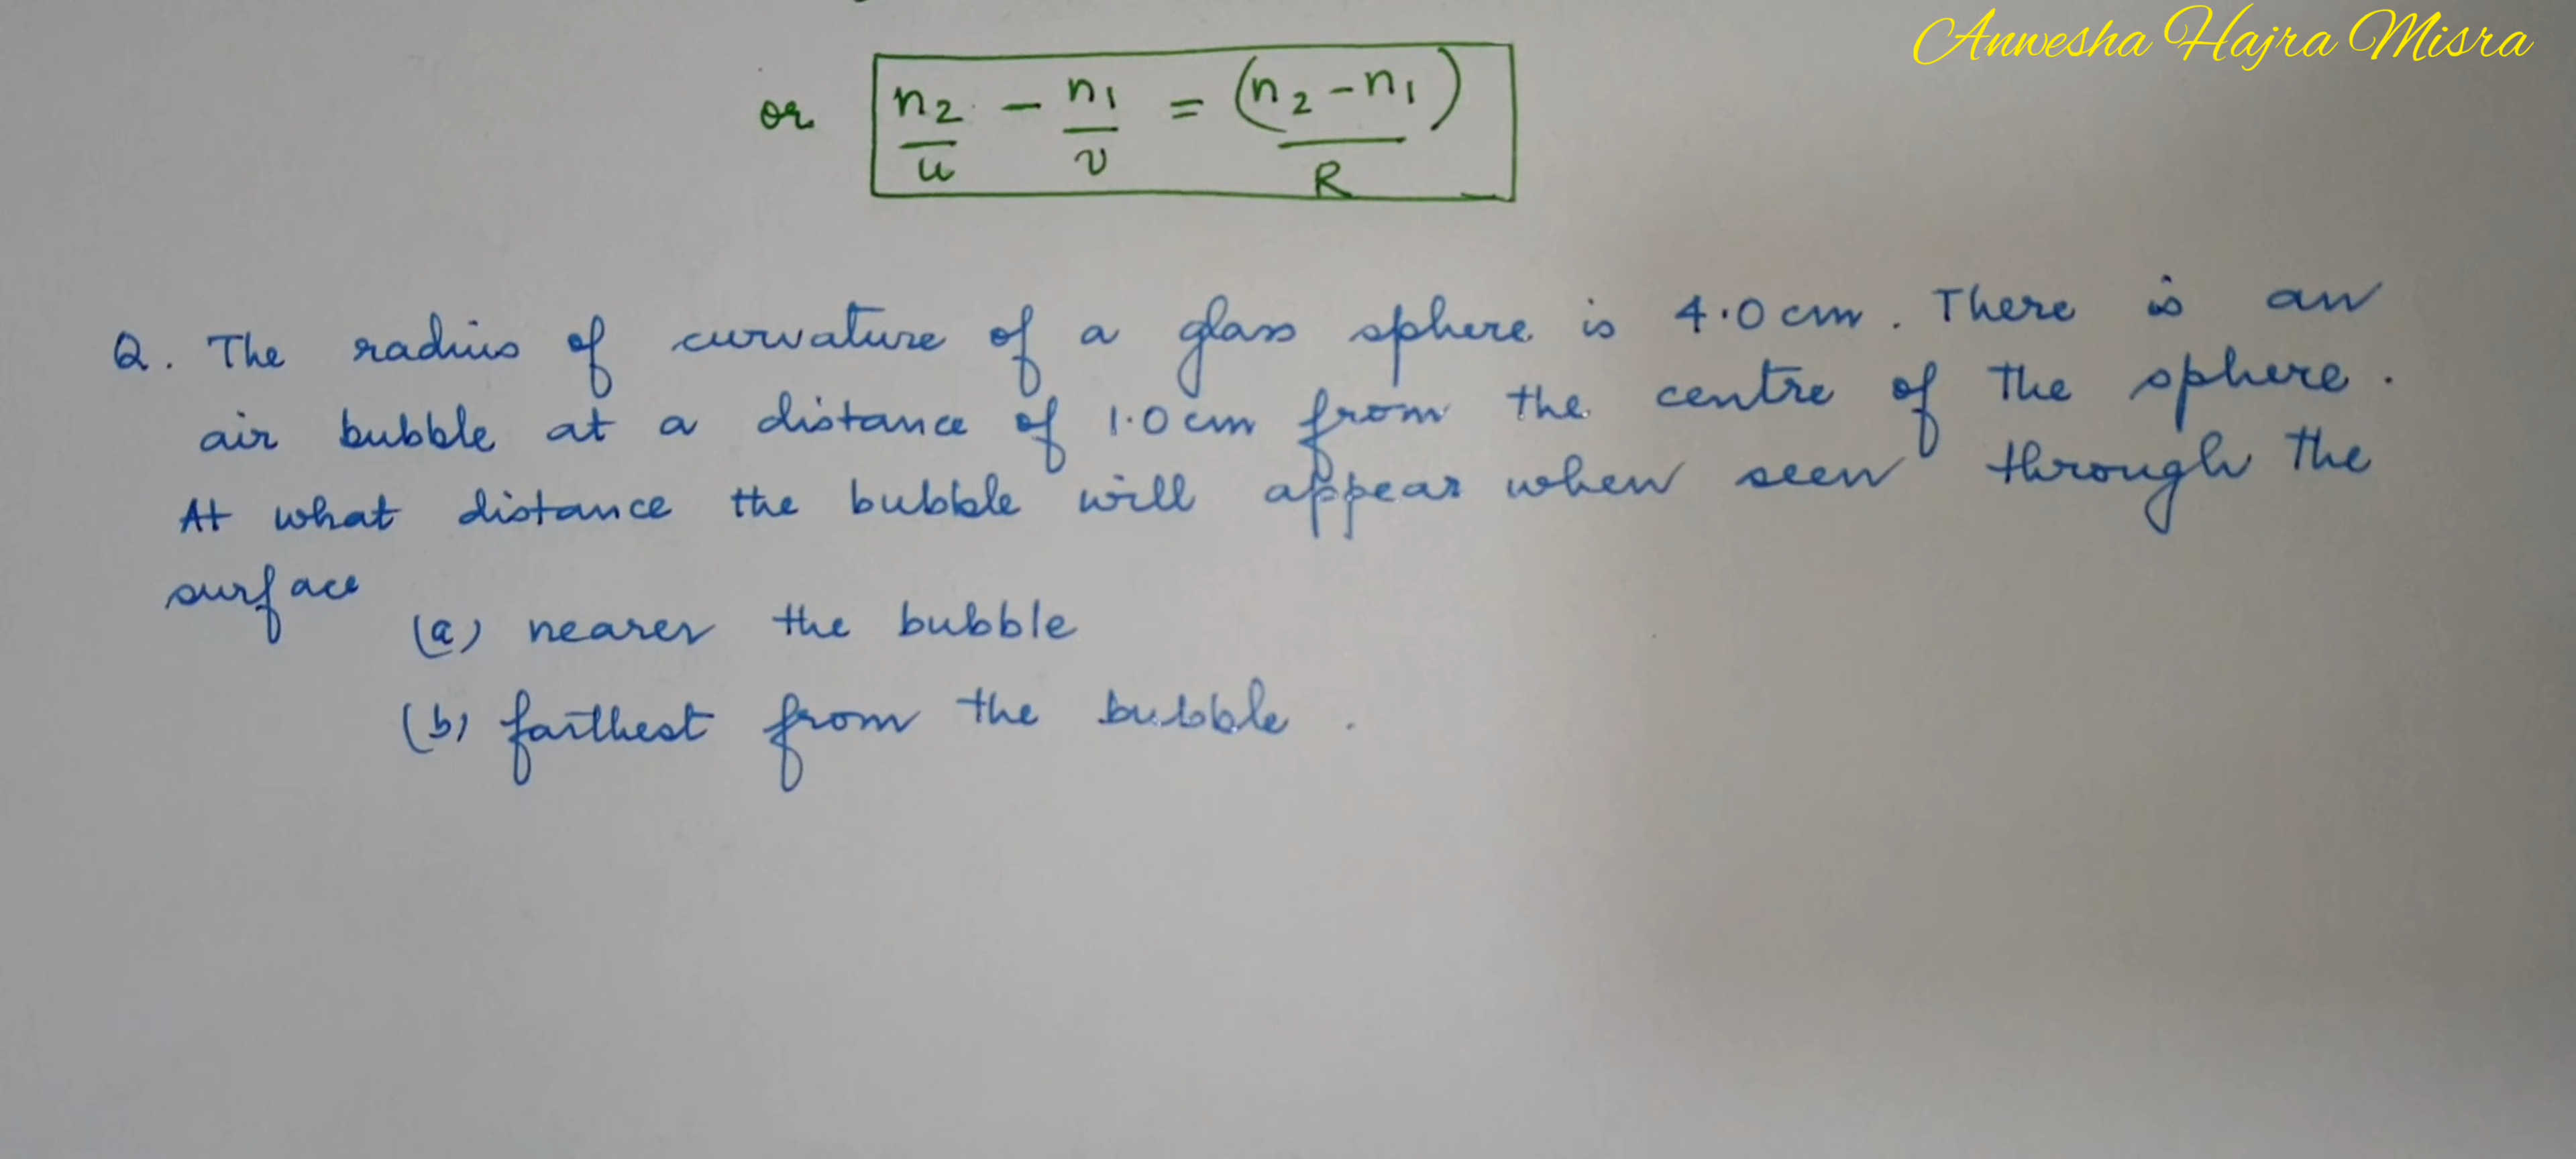 Anwesha Hajra Misra
or n₂/u - n₁/v = (n₂ - n₁)/R
Q. The radius of curvature of a glass sphere is 4.0 cm. There is an
air bubble at a distance of 1.0 cm from the centre of the sphere.
At what distance the bubble will appear when seen through the
surface
(a) nearer the bubble
(b) farthest from the bubble.